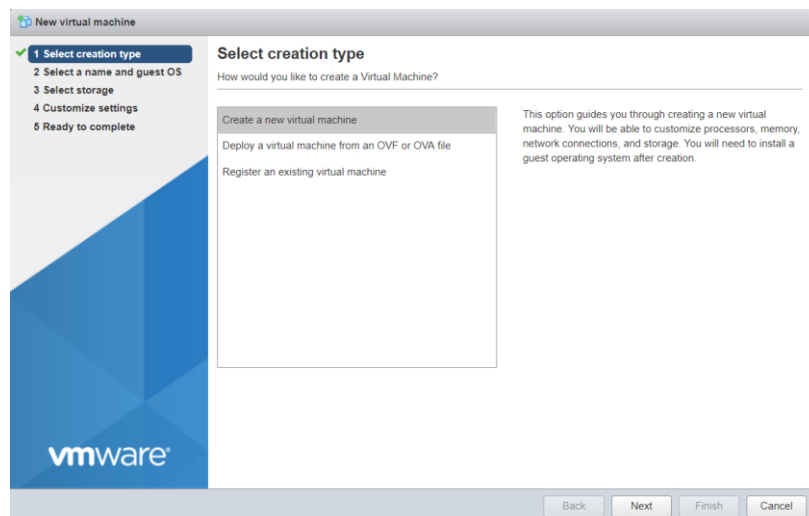 New virtual machine
1 Select creation type
2 Select a name and guest OS
3 Select storage
4 Customize settings
5 Ready to complete
Select creation type
How would you like to create a Virtual Machine?
Create a new virtual machine
Deploy a virtual machine from an OVF or OVA file
Register an existing virtual machine
This option guides you through creating a new virtual
machine. You will be able to customize processors, memory,
network connections, and storage. You will need to install a
guest operating system after creation.
vmware®
Back
Next
Finish
Cancel